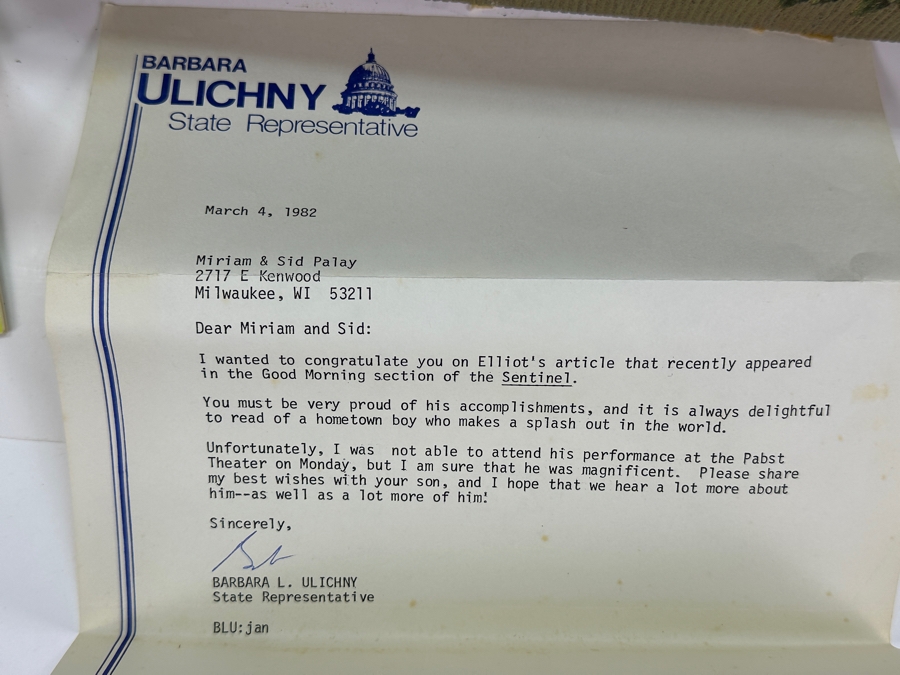 BARBARA
ULICHNY
State Representative
March 4, 1982
Miriam & Sid Palay
2717 E Kenwood
Milwaukee, WI  53211
Dear Miriam and Sid:
I wanted to congratulate you on Elliot's article that recently appeared
in the Good Morning section of the Sentinel.
You must be very proud of his accomplishments, and it is always delightful
to read of a hometown boy who makes a splash out in the world.
Unfortunately, I was  not able to attend his performance at the Pabst
Theater on Monday, but I am sure that he was magnificent.  Please share
my best wishes with your son, and I hope that we hear a lot more about
him--as well as a lot more of him!
Sincerely,
BARBARA L. ULICHNY
State Representative
BLU:jan